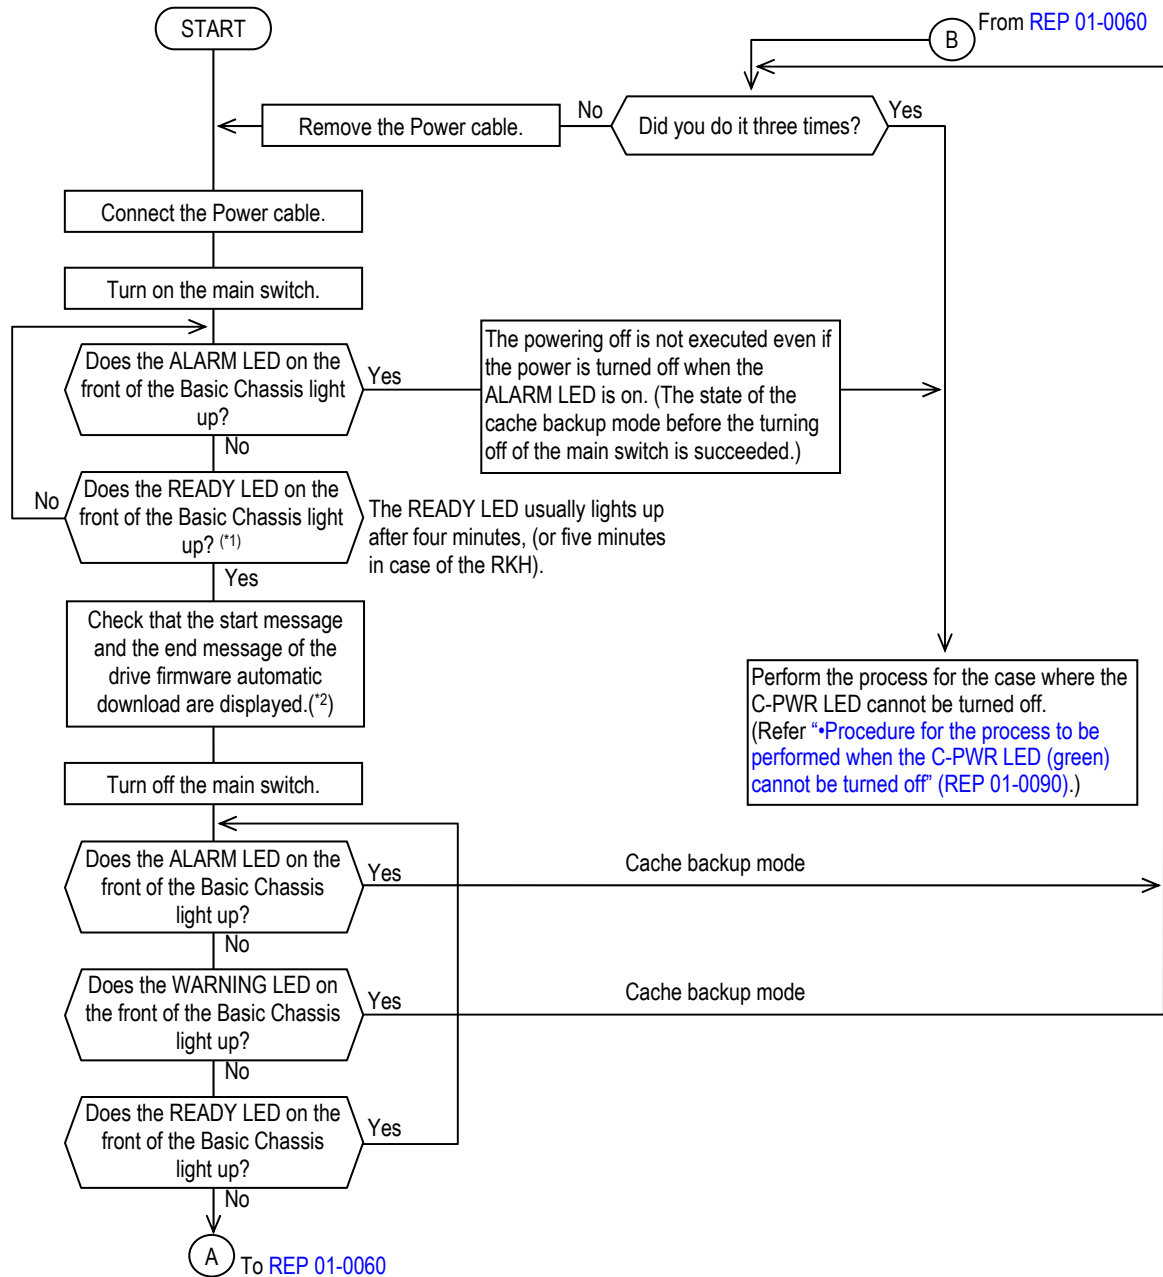 START
From REP 01-0060
B
Did you do it three times?
No
Yes
Remove the Power cable.
Connect the Power cable.
Turn on the main switch.
Does the ALARM LED on the
front of the Basic Chassis light
up?
Yes
No
The powering off is not executed even if
the power is turned off when the
ALARM LED is on. (The state of the
cache backup mode before the turning
off of the main switch is succeeded.)
Does the READY LED on the
front of the Basic Chassis light
up? (*1)
No
Yes
The READY LED usually lights up
after four minutes, (or five minutes
in case of the RKH).
Check that the start message
and the end message of the
drive firmware automatic
download are displayed.(*2)
Perform the process for the case where the
C-PWR LED cannot be turned off.
(Refer “•Procedure for the process to be
performed when the C-PWR LED (green)
cannot be turned off” (REP 01-0090).)
Turn off the main switch.
Does the ALARM LED on the
front of the Basic Chassis
light up?
Yes
Cache backup mode
No
Does the WARNING LED on
the front of the Basic Chassis
light up?
Yes
Cache backup mode
No
Does the READY LED on the
front of the Basic Chassis
light up?
Yes
No
A
To REP 01-0060